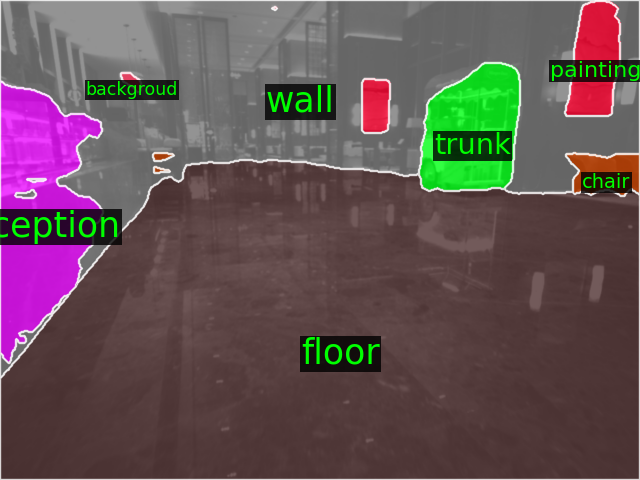 painting
backgroud
wall
trunk
chair
ception
floor